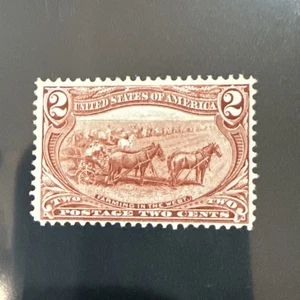 2 2
UNITED STATES OF AMERICA
FARMING IN THE WEST.
TWO TWO
POSTAGE TWO CENTS